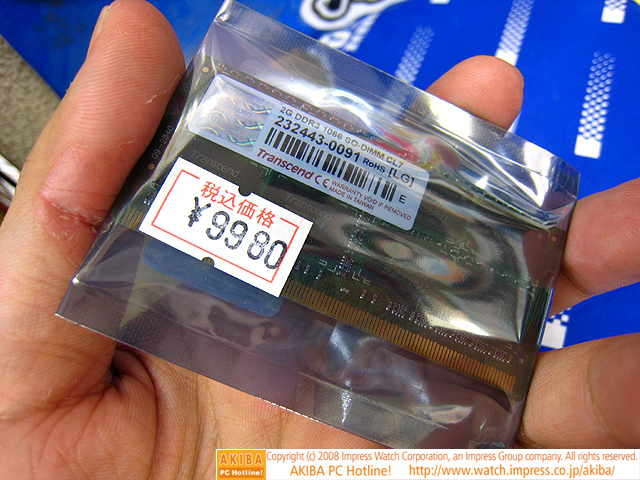 2G DDR3 1066 SO-DIMM CL7
232443-0091 RoHS [LG]
Transcend CE WARRANTY VOID IF REMOVED
MADE IN TAIWAN E
Transcend
Transcend
税込価格
¥9980
AKIBA
PC Hotline!
Copyright (c) 2008 Impress Watch Corporation, an Impress Group company. All rights reserved.
AKIBA PC Hotline! http://www.watch.impress.co.jp/akiba/